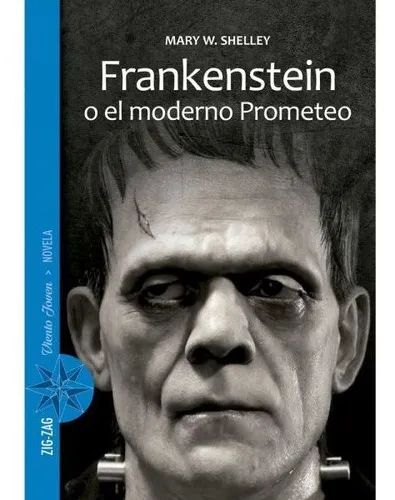 MARY W. SHELLEY
Frankenstein
o el moderno Prometeo
Viento Joven > NOVELA
ZIG-ZAG